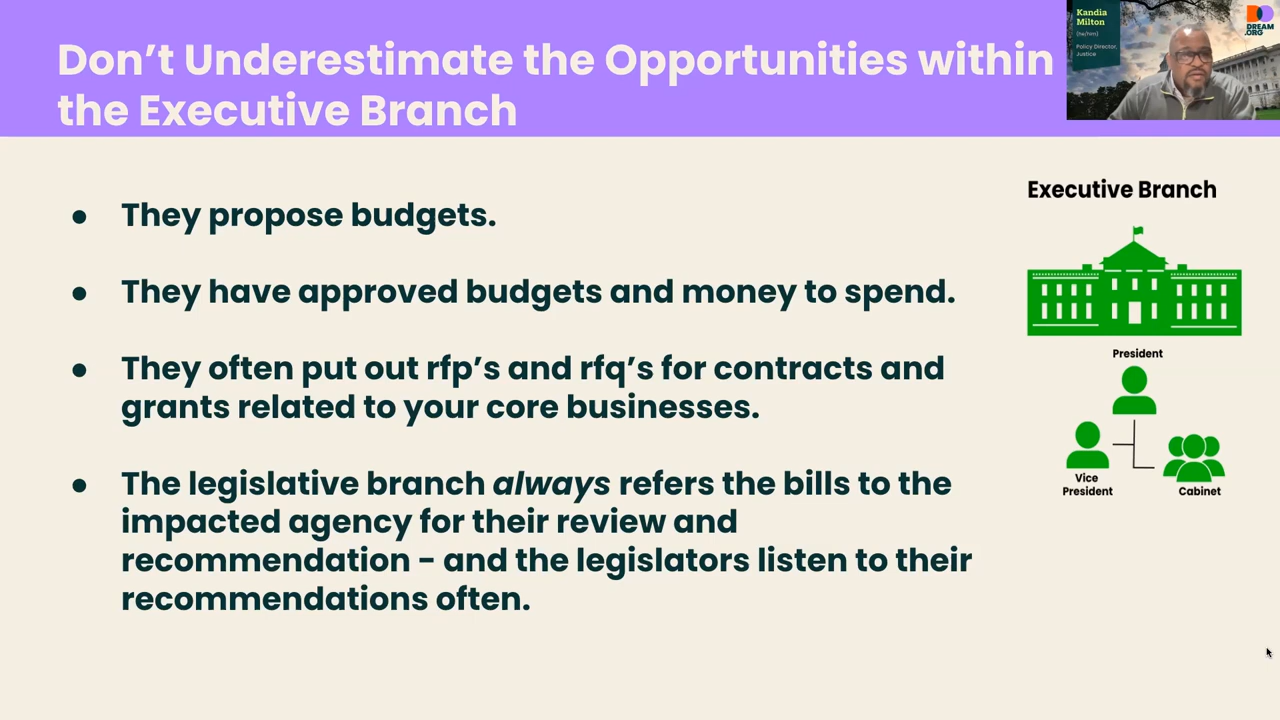 Don’t Underestimate the Opportunities within
the Executive Branch
Kandia
Milton
(he/him)
Policy Director,
Justice
DREAM
.ORG
● They propose budgets.
● They have approved budgets and money to spend.
● They often put out rfp’s and rfq’s for contracts and
grants related to your core businesses.
● The legislative branch always refers the bills to the
impacted agency for their review and
recommendation - and the legislators listen to their
recommendations often.
Executive Branch
President
Vice
President
Cabinet